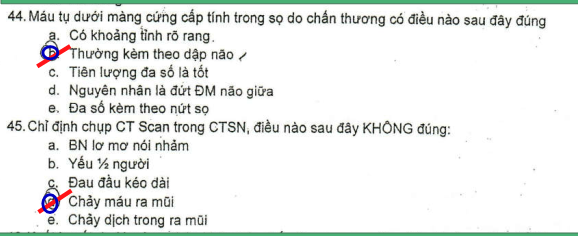 44. Máu tụ dưới màng cứng cấp tính trong sọ do chấn thương có điều nào sau đây đúng
a. Có khoảng tỉnh rõ rang.
b. Thường kèm theo dập não
c. Tiên lượng đa số là tốt
d. Nguyên nhân là đứt ĐM não giữa
e. Đa số kèm theo nứt sọ
45. Chỉ định chụp CT Scan trong CTSN, điều nào sau đây KHÔNG đúng:
a. BN lơ mơ nói nhảm
b. Yếu ½ người
c. Đau đầu kéo dài
d. Chảy máu ra mũi
e. Chảy dịch trong ra mũi